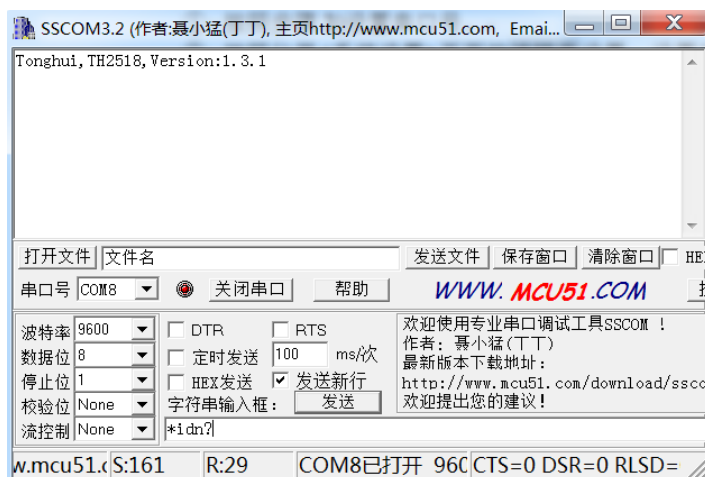 SSCOM3.2 (作者:聂小猛(丁丁), 主页http://www.mcu51.com, Emai...
Tonghui,TH2518,Version:1.3.1
打开文件 文件名 发送文件 保存窗口 清除窗口 HE
串口号 COM8 关闭串口 帮助 WWW. MCU51.COM
波特率 9600 DTR RTS
数据位 8 定时发送 100 ms/次
停止位 1 HEX发送 发送新行
校验位 None 字符串输入框: 发送
流控制 None *idn?
欢迎使用专业串口调试工具SSCOM !
作者: 聂小猛(丁丁)
最新版本下载地址:
http://www.mcu51.com/download/ssco
欢迎提出您的建议!
w.mcu51.c S:161 R:29 COM8已打开 960 CTS=0 DSR=0 RLSD=